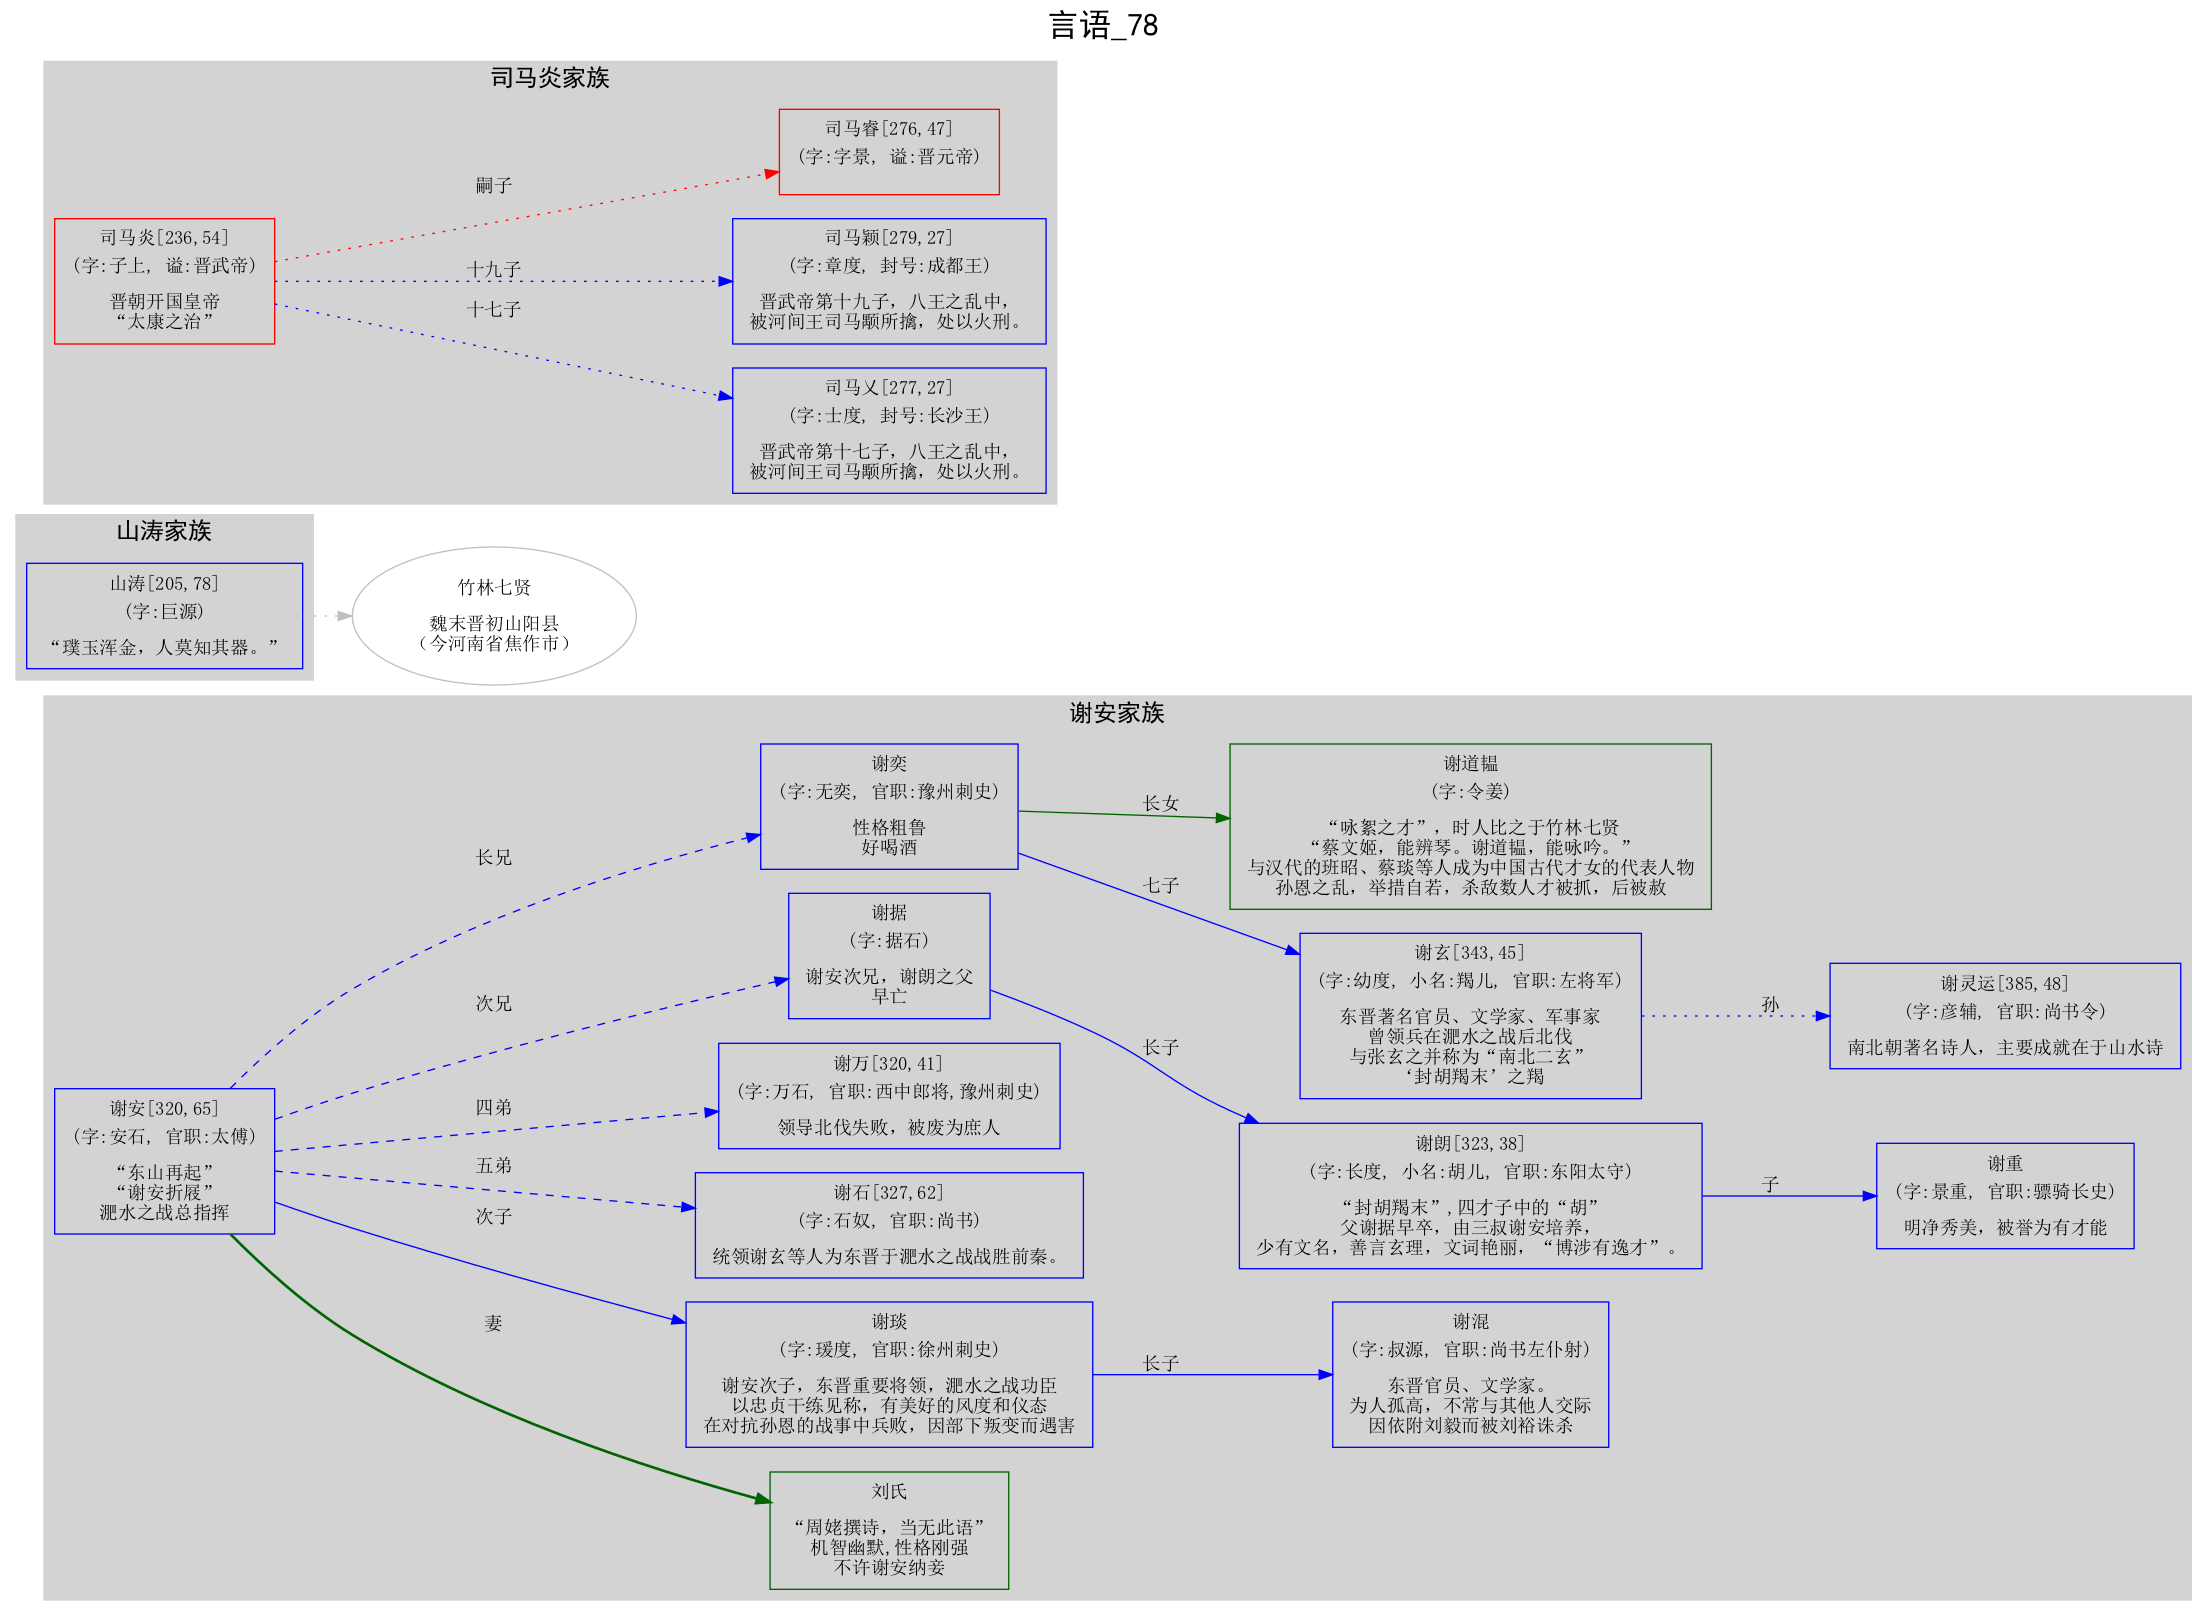 言语_78
司马炎家族
司马睿[276,47]
(字:字景, 谥:晋元帝)
嗣子
司马炎[236,54]
(字:子上, 谥:晋武帝)
晋朝开国皇帝
“太康之治”
十九子
司马颖[279,27]
(字:章度, 封号:成都王)
晋武帝第十九子，八王之乱中，
被河间王司马颙所擒，处以火刑。
十七子
司马乂[277,27]
(字:士度, 封号:长沙王)
晋武帝第十七子，八王之乱中，
被河间王司马颙所擒，处以火刑。
山涛家族
山涛[205,78]
(字:巨源)
“璞玉浑金，人莫知其器。”
竹林七贤
魏末晋初山阳县
（今河南省焦作市）
谢安家族
谢奕
(字:无奕, 官职:豫州刺史)
性格粗鲁
好喝酒
长女
谢道韫
(字:令姜)
“咏絮之才”，时人比之于竹林七贤
“蔡文姬，能辨琴。谢道韫，能咏吟。”
与汉代的班昭、蔡琰等人成为中国古代才女的代表人物
孙恩之乱，举措自若，杀敌数人才被抓，后被赦
长兄
七子
谢据
(字:据石)
谢安次兄，谢朗之父
早亡
次兄
谢玄[343,45]
(字:幼度, 小名:羯儿, 官职:左将军)
东晋著名官员、文学家、军事家
曾领兵在淝水之战后北伐
与张玄之并称为“南北二玄”
‘封胡羯末’之羯
孙
谢灵运[385,48]
(字:彦辅, 官职:尚书令)
南北朝著名诗人，主要成就在于山水诗
长子
谢万[320,41]
(字:万石, 官职:西中郎将,豫州刺史)
领导北伐失败，被废为庶人
四弟
谢安[320,65]
(字:安石, 官职:太傅)
“东山再起”
“谢安折屐”
淝水之战总指挥
五弟
谢石[327,62]
(字:石奴, 官职:尚书)
统领谢玄等人为东晋于淝水之战战胜前秦。
谢朗[323,38]
(字:长度, 小名:胡儿, 官职:东阳太守)
“封胡羯末”,四才子中的“胡”
父谢据早卒，由三叔谢安培养，
少有文名，善言玄理，文词艳丽，“博涉有逸才”。
子
谢重
(字:景重, 官职:骠骑长史)
明净秀美，被誉为有才能
次子
谢琰
(字:瑗度, 官职:徐州刺史)
谢安次子，东晋重要将领，淝水之战功臣
以忠贞干练见称，有美好的风度和仪态
在对抗孙恩的战事中兵败，因部下叛变而遇害
长子
谢混
(字:叔源, 官职:尚书左仆射)
东晋官员、文学家。
为人孤高，不常与其他人交际
因依附刘毅而被刘裕诛杀
妻
刘氏
“周姥撰诗，当无此语”
机智幽默,性格刚强
不许谢安纳妾